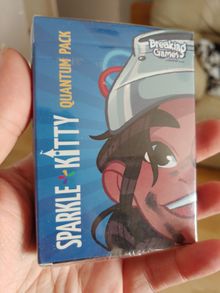 Breaking
Games
SPARKLE KITTY
QUANTUM PACK